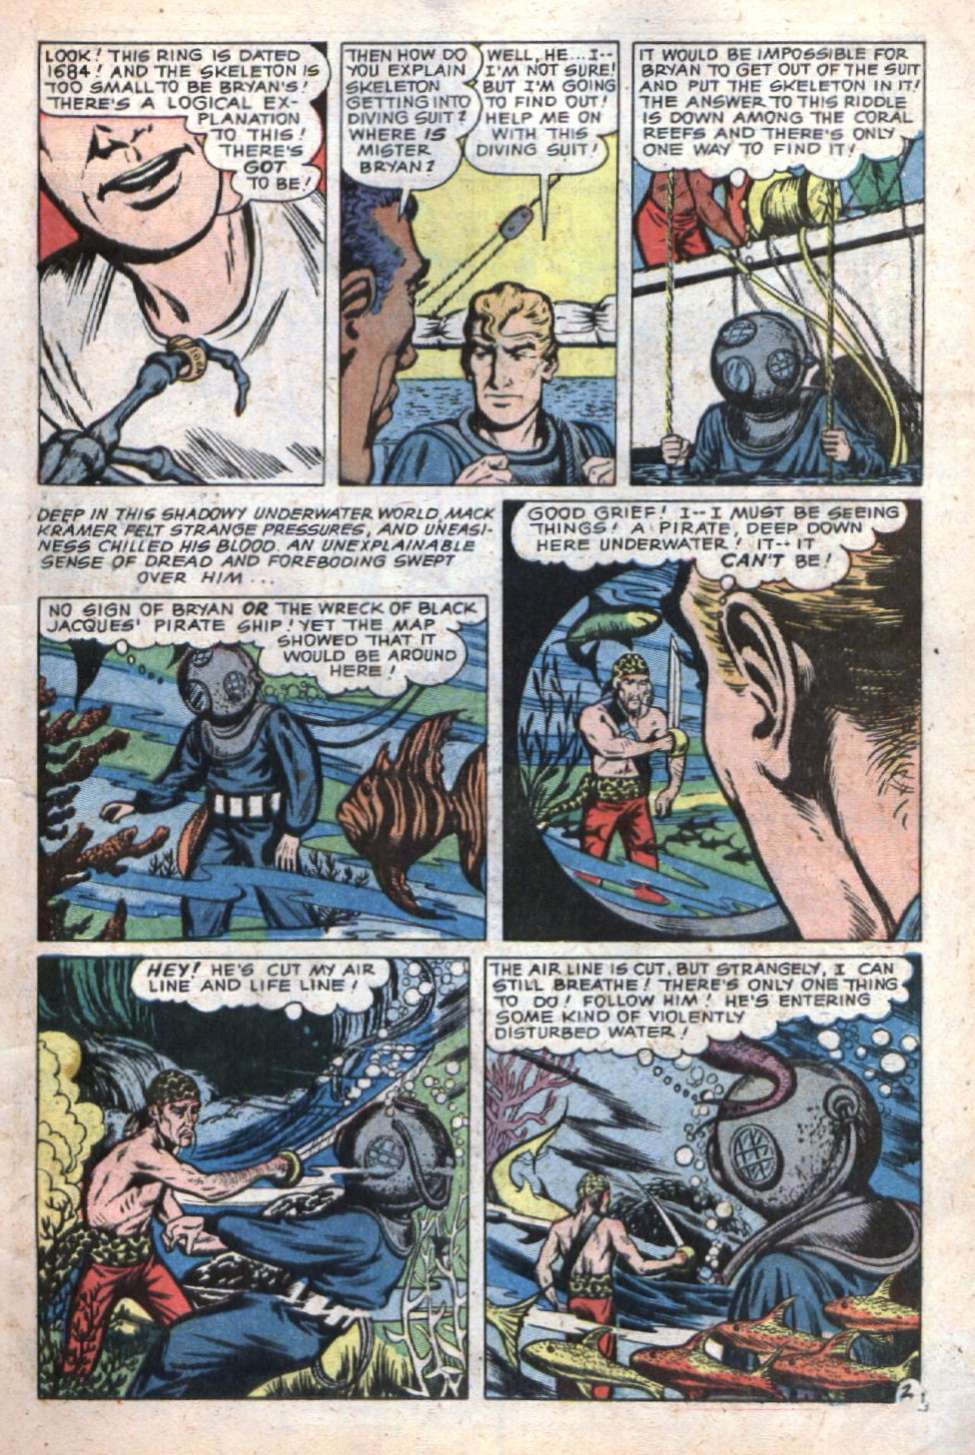 LOOK! THIS RING IS DATED
1684! AND THE SKELETON IS
TOO SMALL TO BE BRYAN'S!
THERE'S A LOGICAL EX-
PLANATION
TO THIS!
THERE'S
GOT
TO BE!
THEN HOW DO
YOU EXPLAIN
SKELETON
GETTING INTO
DIVING SUIT?
WHERE IS
MISTER
BRYAN?
WELL, HE...I--
I'M NOT SURE!
BUT I'M GOING
TO FIND OUT!
HELP ME ON
WITH THIS
DIVING SUIT!
IT WOULD BE IMPOSSIBLE FOR
BRYAN TO GET OUT OF THE SUIT
AND PUT THE SKELETON IN IT!
THE ANSWER TO THIS RIDDLE
IS DOWN AMONG THE CORAL
REEFS AND THERE'S ONLY
ONE WAY TO FIND IT!
DEEP IN THIS SHADOWY UNDERWATER WORLD, MACK
KRAMER FELT STRANGE PRESSURES, AND UNEASI-
NESS CHILLED HIS BLOOD. AN UNEXPLAINABLE
SENSE OF DREAD AND FOREBODING SWEPT
OVER HIM...
NO SIGN OF BRYAN OR THE WRECK OF BLACK
JACQUES' PIRATE SHIP! YET THE MAP
SHOWED THAT IT
WOULD BE AROUND
HERE!
GOOD GRIEF! I--I MUST BE SEEING
THINGS! A PIRATE, DEEP DOWN
HERE UNDERWATER! IT--IT
CAN'T BE!
HEY! HE'S CUT MY AIR
LINE AND LIFE LINE!
THE AIR LINE IS CUT, BUT STRANGELY, I CAN
STILL BREATHE! THERE'S ONLY ONE THING
TO DO! FOLLOW HIM! HE'S ENTERING
SOME KIND OF VIOLENTLY
DISTURBED WATER!
2